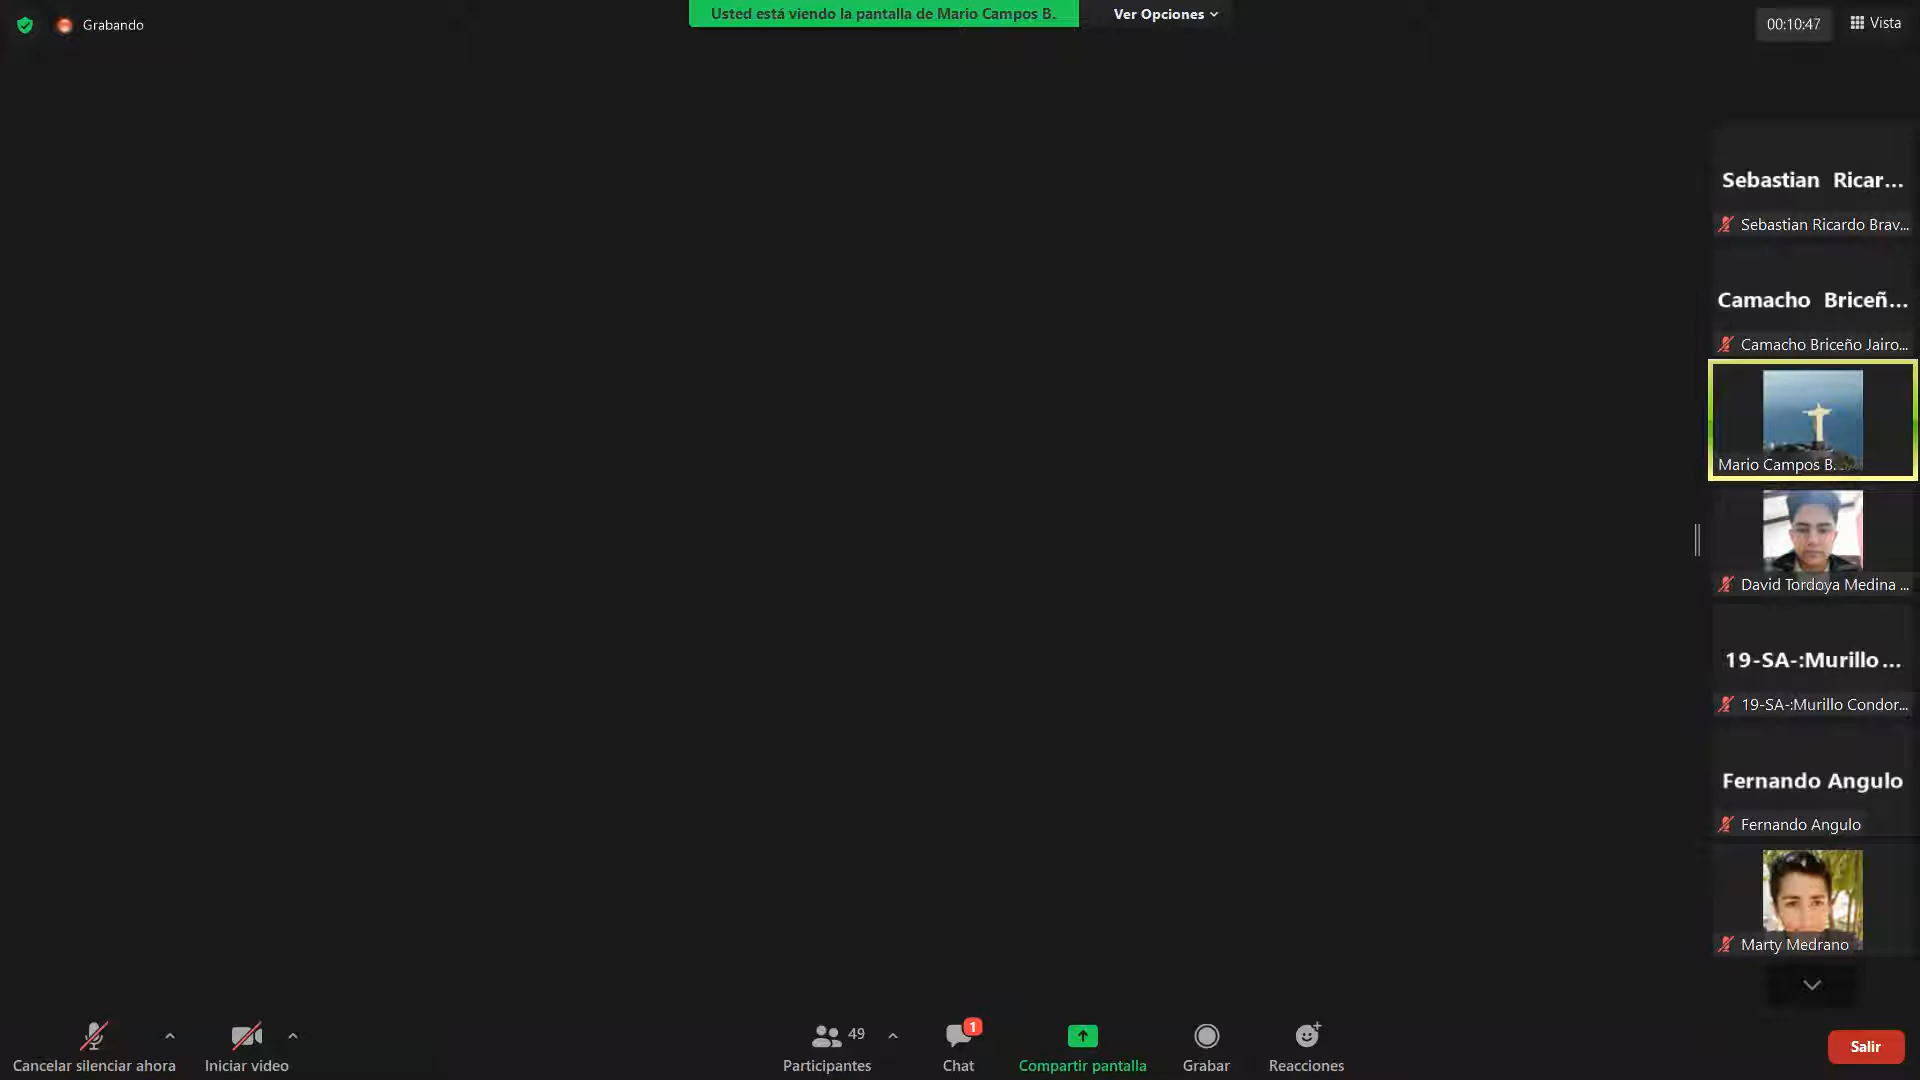 Grabando
Usted está viendo la pantalla de Mario Campos B.
Ver Opciones
00:10:47
Vista
Sebastian Ricar...
Sebastian Ricardo Brav...
Camacho Briceñ...
Camacho Briceño Jairo...
Mario Campos B.
David Tordoya Medina ...
19-SA-:Murillo ...
19-SA-:Murillo Condor...
Fernando Angulo
Fernando Angulo
Marty Medrano
Cancelar silenciar ahora
Iniciar video
49
Participantes
1
Chat
Compartir pantalla
Grabar
Reacciones
Salir